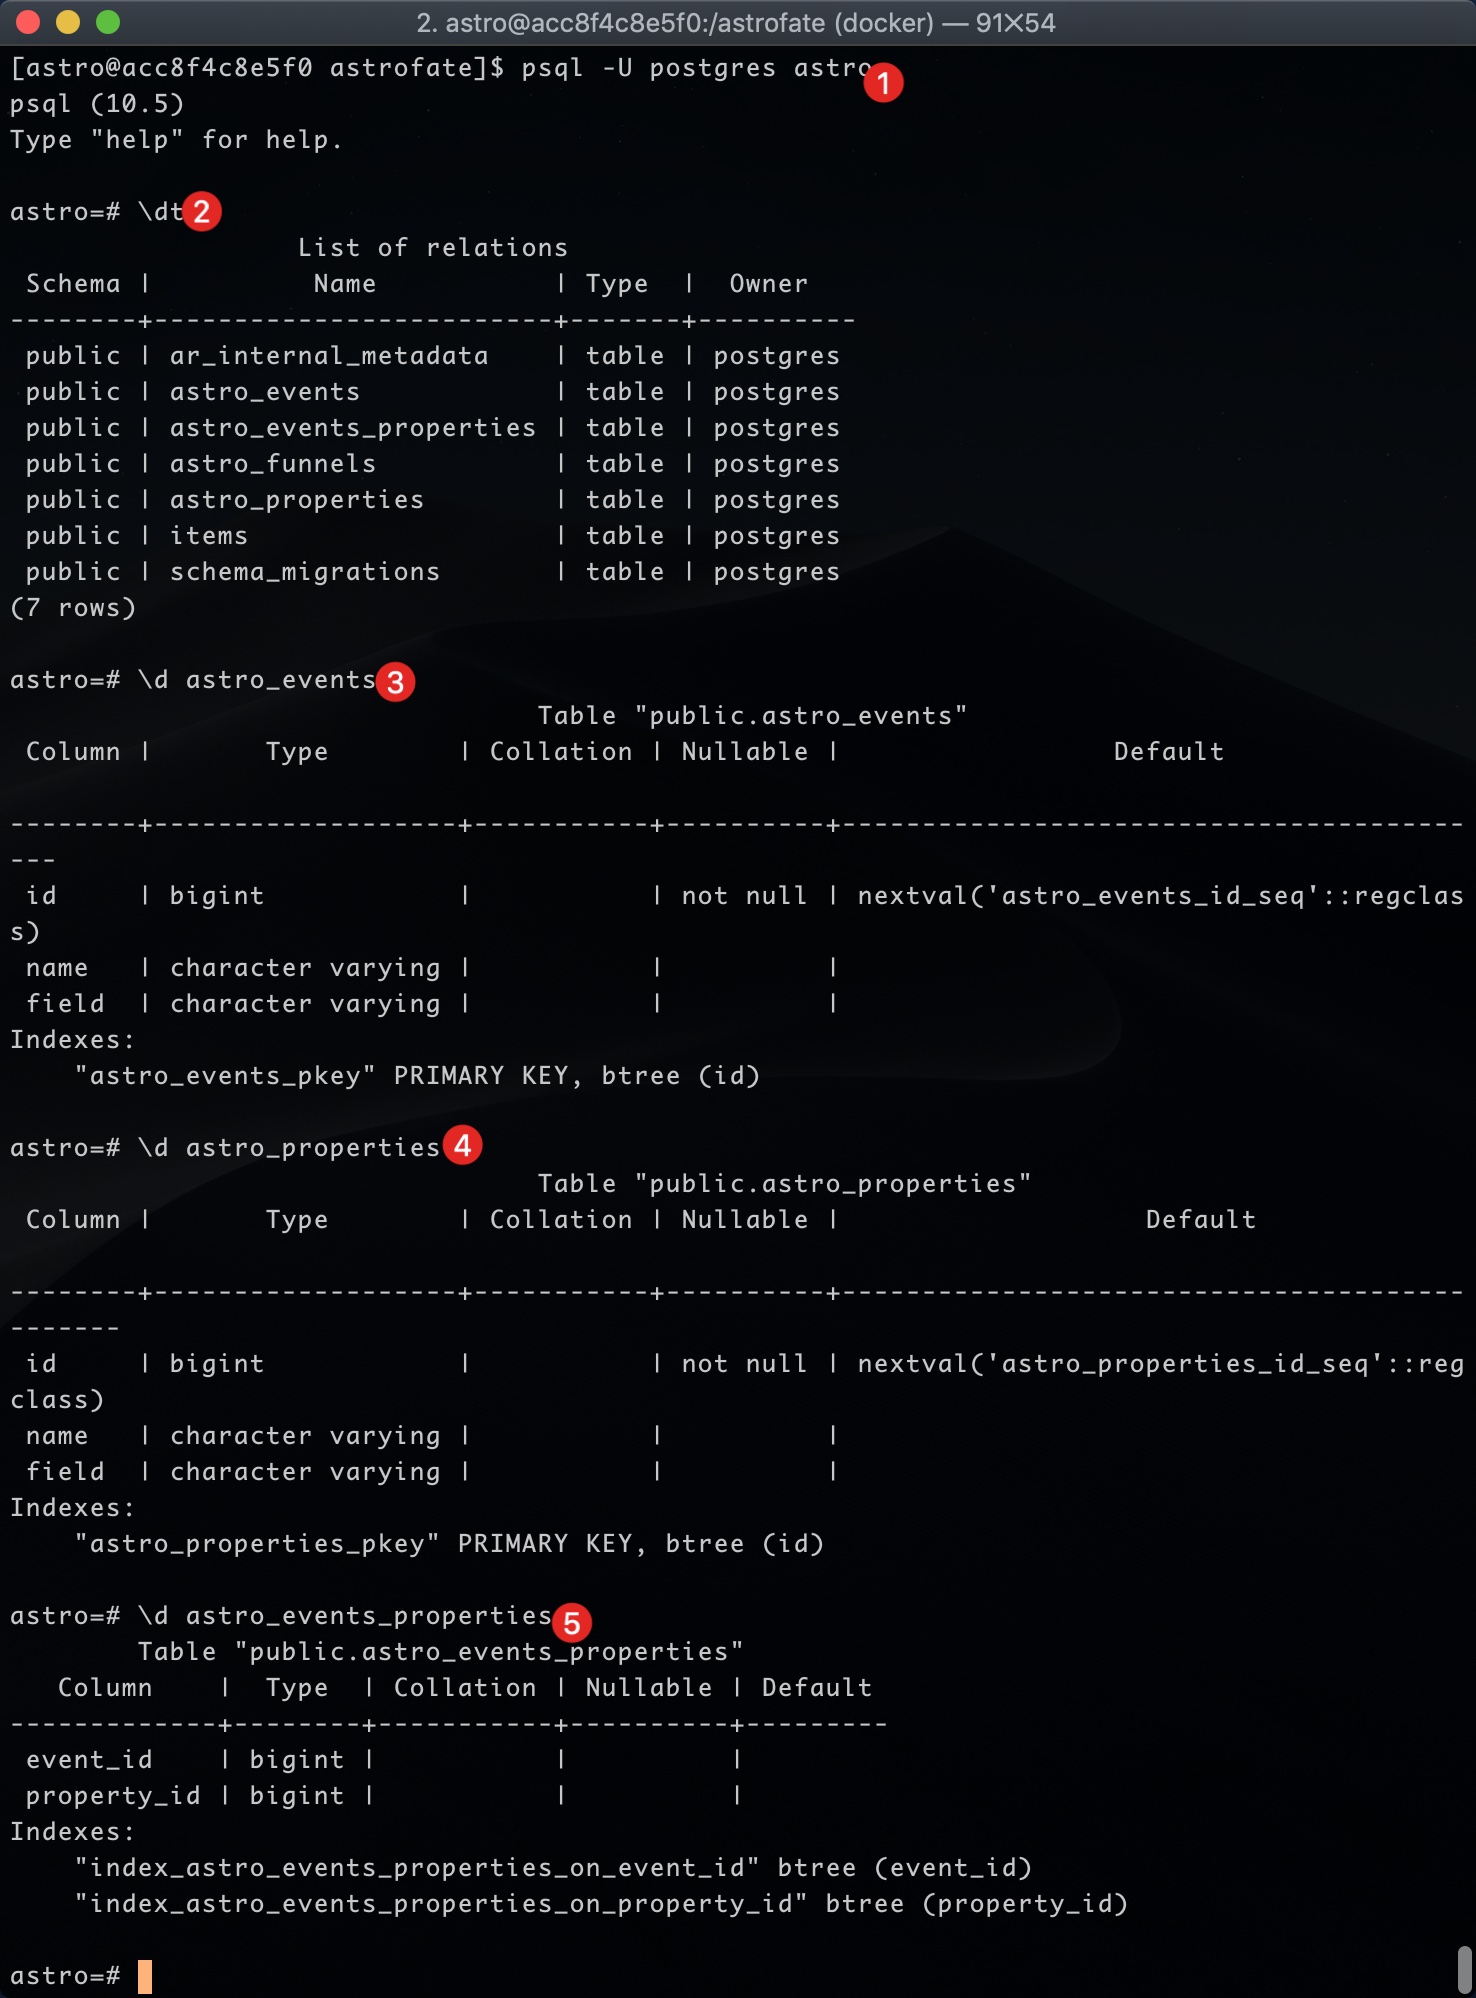 2. astro@acc8f4c8e5f0:/astrofate (docker) — 91✕54
[astro@acc8f4c8e5f0 astrofate]$ psql -U postgres astro 1
psql (10.5)
Type "help" for help.
astro=# \dt 2
                  List of relations
 Schema |          Name           | Type  |  Owner
--------+-------------------------+-------+----------
 public | ar_internal_metadata    | table | postgres
 public | astro_events            | table | postgres
 public | astro_events_properties | table | postgres
 public | astro_funnels           | table | postgres
 public | astro_properties        | table | postgres
 public | items                   | table | postgres
 public | schema_migrations       | table | postgres
(7 rows)
astro=# \d astro_events 3
                                 Table "public.astro_events"
 Column |       Type        | Collation | Nullable |                 Default
--------+-------------------+-----------+----------+---------------------------------------
---
 id     | bigint            |           | not null | nextval('astro_events_id_seq'::regclas
s)
 name   | character varying |           |          |
 field  | character varying |           |          |
Indexes:
    "astro_events_pkey" PRIMARY KEY, btree (id)
astro=# \d astro_properties 4
                                 Table "public.astro_properties"
 Column |       Type        | Collation | Nullable |                   Default
--------+-------------------+-----------+----------+---------------------------------------
-------
 id     | bigint            |           | not null | nextval('astro_properties_id_seq'::reg
class)
 name   | character varying |           |          |
 field  | character varying |           |          |
Indexes:
    "astro_properties_pkey" PRIMARY KEY, btree (id)
astro=# \d astro_events_properties 5
        Table "public.astro_events_properties"
   Column    |  Type  | Collation | Nullable | Default
-------------+--------+-----------+----------+---------
 event_id    | bigint |           |          |
 property_id | bigint |           |          |
Indexes:
    "index_astro_events_properties_on_event_id" btree (event_id)
    "index_astro_events_properties_on_property_id" btree (property_id)
astro=#